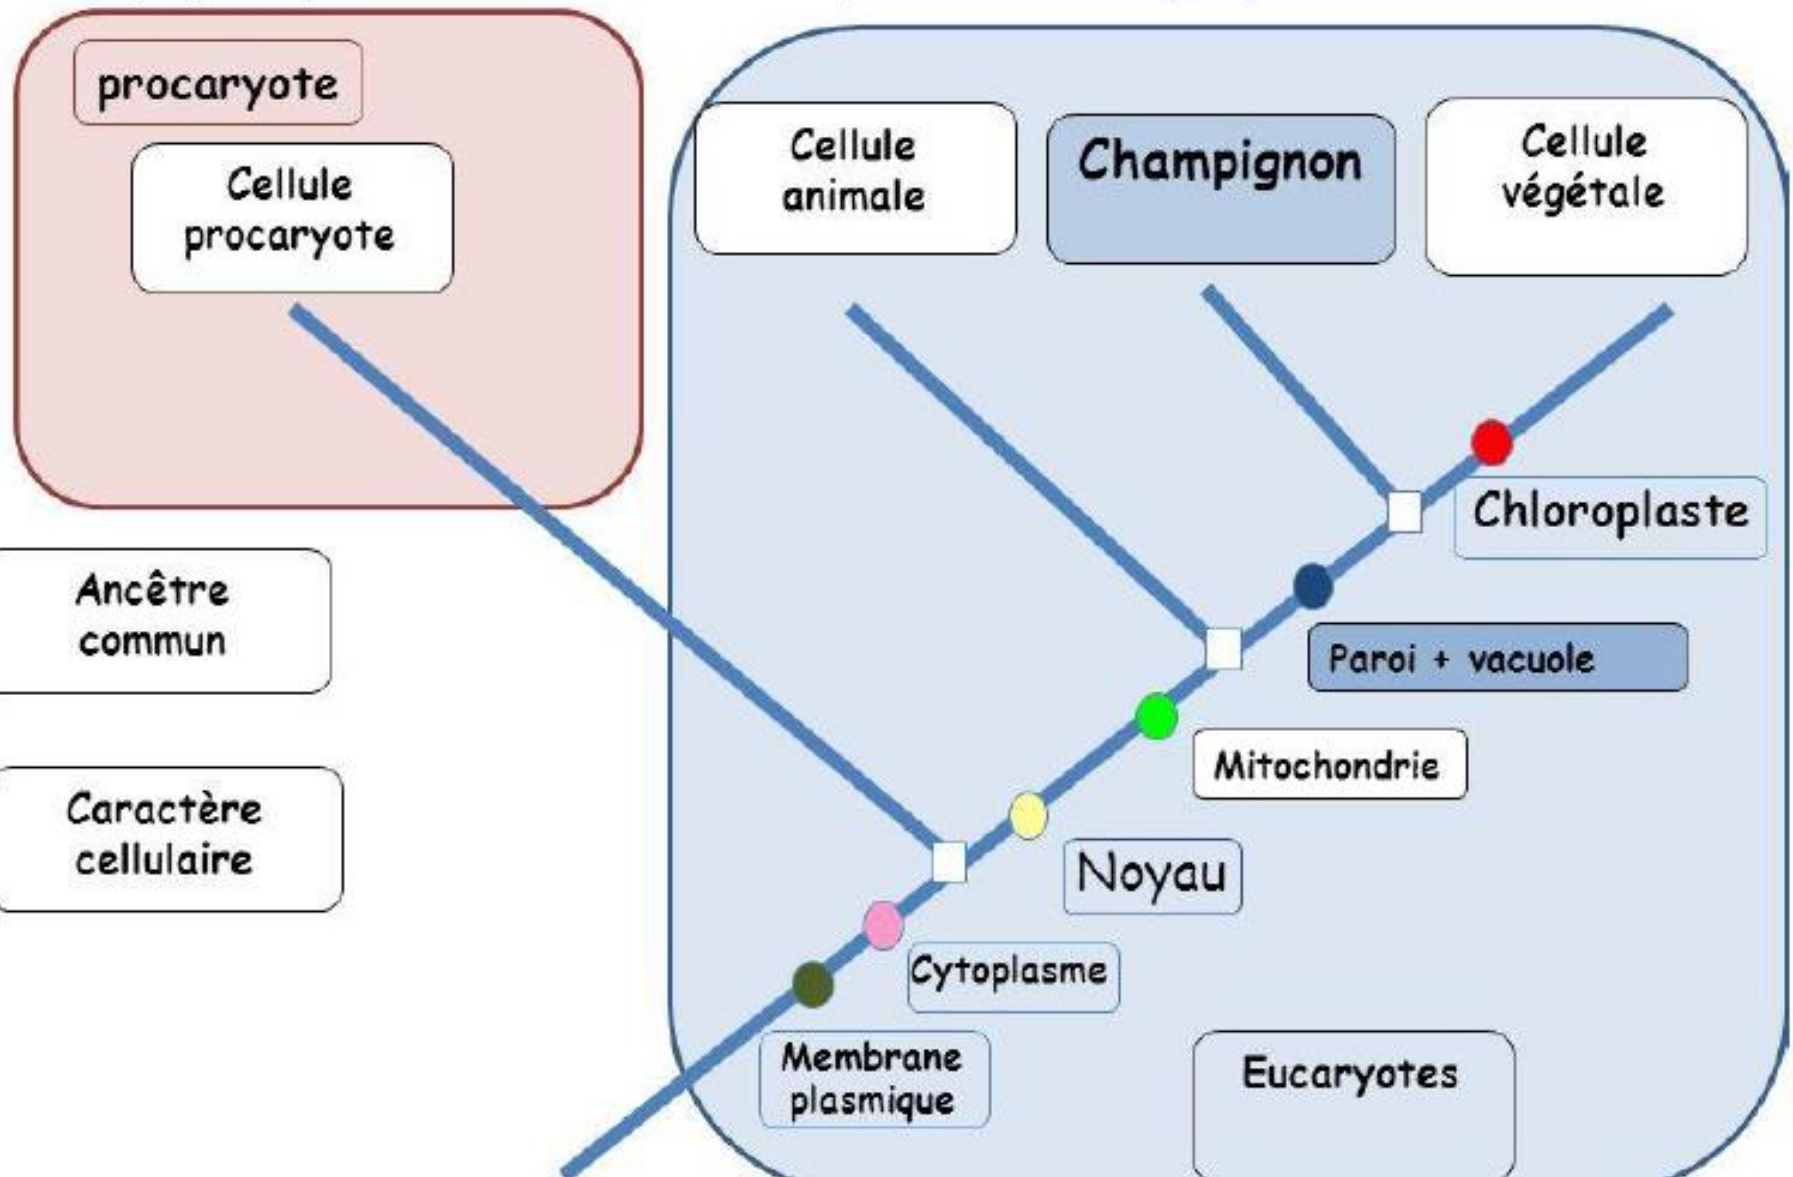 procaryote
Cellule
procaryote
Cellule
animale
Champignon
Cellule
végétale
Chloroplaste
Ancêtre
commun
Paroi + vacuole
Mitochondrie
Caractère
cellulaire
Noyau
Cytoplasme
Membrane
plasmique
Eucaryotes